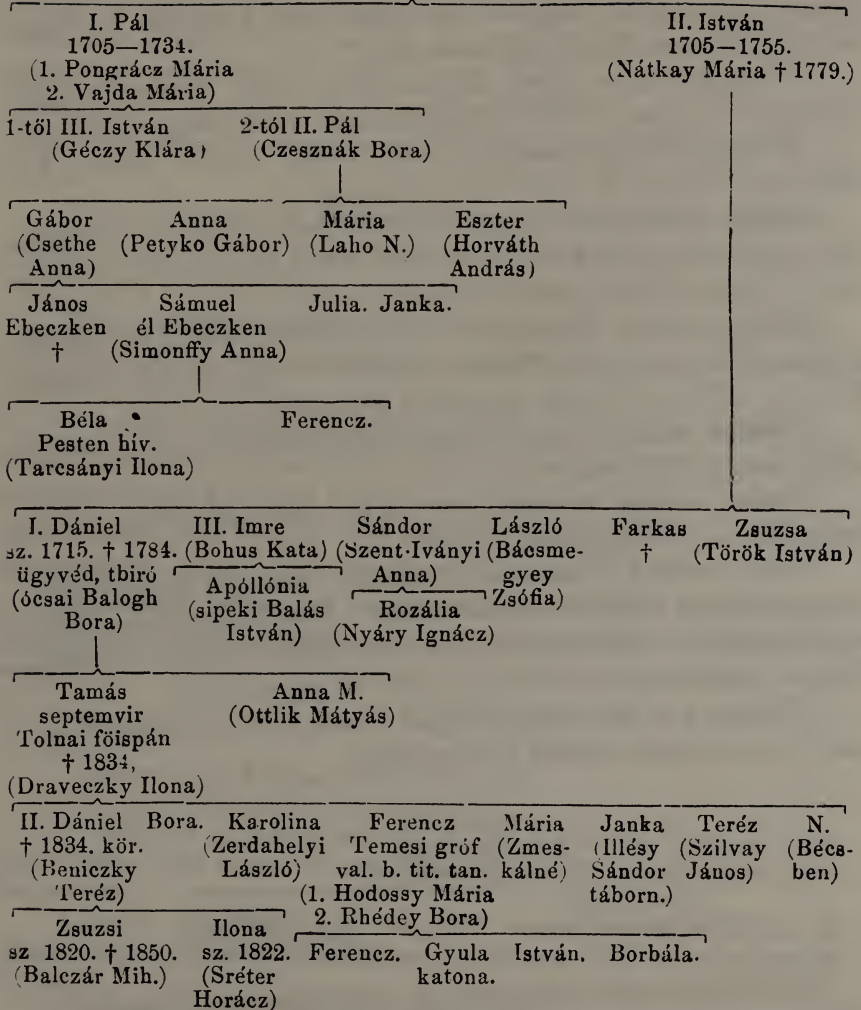 I. Pál II. István
1705—1734. 1705—1755.
(1. Pongrácz Mária (Nátkay Mária † 1779.)
2. Vajda Mária)
1-től III. István 2-tól II. Pál
(Géczy Klára) (Czesznák Bora)
Gábor Anna Mária Eszter
(Csethe (Petyko Gábor) (Laho N.) (Horváth
Anna) András)
János Sámuel Julia. Janka.
Ebeczken él Ebeczken
† (Simonffy Anna)
Béla Ferencz.
Pesten hív.
(Tarcsányi Ilona)
I. Dániel III. Imre Sándor László Farkas Zsuzsa
sz. 1715. † 1784. (Bohus Kata) (Szent-Iványi (Bácsme- † (Török István)
ügyvéd, tbiró Apóllónia Anna) gyey
(ócsai Balogh (sipeki Balás Rozália Zsófia)
Bora) István) (Nyáry Ignácz)
Tamás Anna M.
septemvir (Ottlik Mátyás)
Tolnai föispán
† 1834,
(Draveczky Ilona)
II. Dániel Bora. Karolina Ferencz Mária Janka Teréz N.
† 1834. kör. (Zerdahelyi Temesi gróf (Zmes- (Illésy (Szilvay (Bécs-
(Beniczky László) val. b. tit. tan. kálné) Sándor János) ben)
Teréz) (1. Hodossy Mária táborn.)
2. Rhédey Bora)
Zsuzsi Ilona
sz 1820. † 1850. sz. 1822. Ferencz. Gyula István. Borbála.
(Balczár Mih.) (Sréter katona.
Horácz)